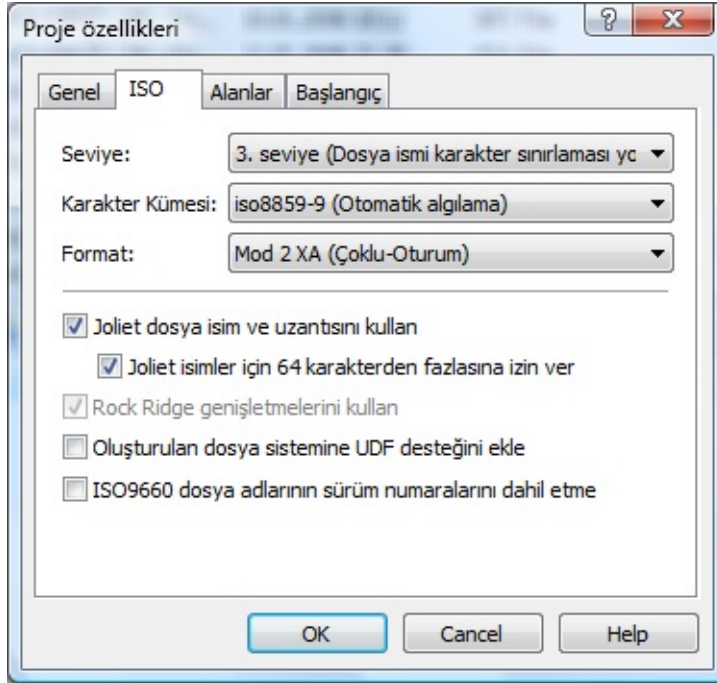 Proje özellikleri
Genel ISO Alanlar Başlangıç
Seviye: 3. seviye (Dosya ismi karakter sınırlaması yo
Karakter Kümesi: iso8859-9 (Otomatik algılama)
Format: Mod 2 XA (Çoklu-Oturum)
Joliet dosya isim ve uzantısını kullan
Joliet isimler için 64 karakterden fazlasına izin ver
Rock Ridge genişletmelerini kullan
Oluşturulan dosya sistemine UDF desteğini ekle
ISO9660 dosya adlarının sürüm numaralarını dahil etme
OK Cancel Help